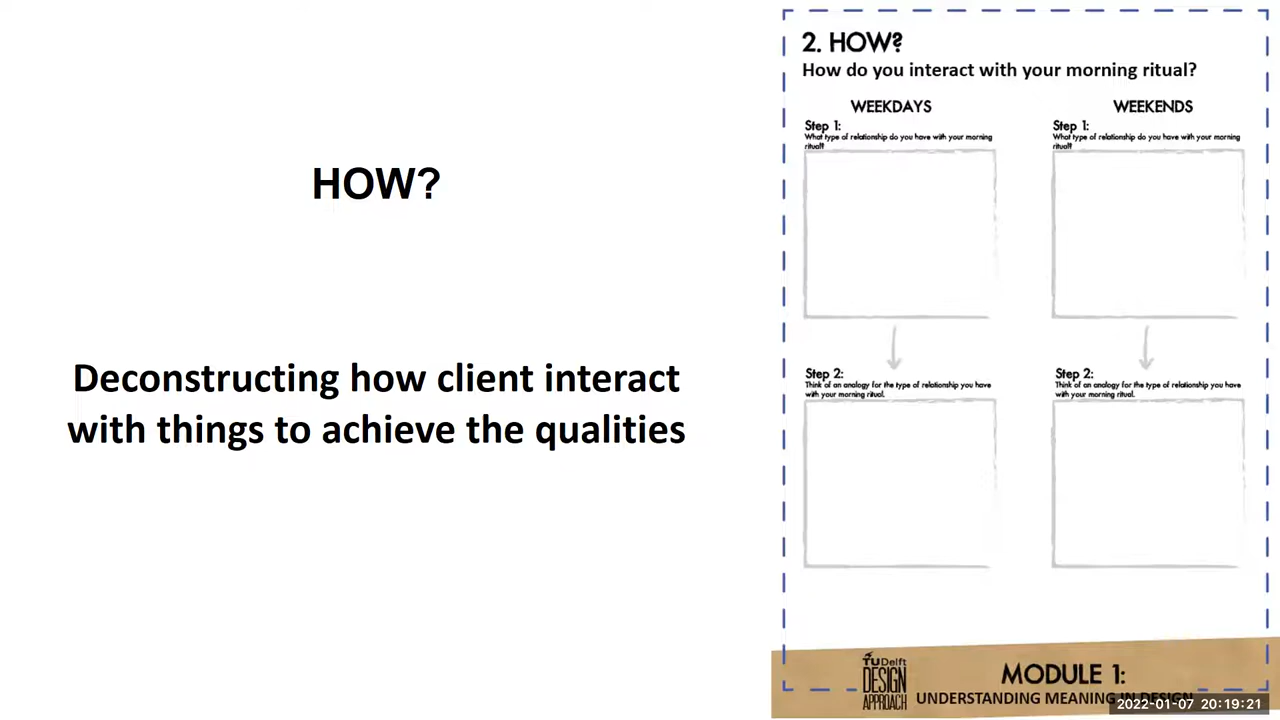 HOW?
Deconstructing how client interact
with things to achieve the qualities
2. HOW?
How do you interact with your morning ritual?
WEEKDAYS
Step 1:
What type of relationship do you have with your morning
ritual?
Step 2:
Think of an analogy for the type of relationship you have
with your morning ritual.
WEEKENDS
Step 1:
What type of relationship do you have with your morning
ritual?
Step 2:
Think of an analogy for the type of relationship you have
with your morning ritual.
TUDelft
DESIGN
APPROACH
MODULE 1:
UNDERSTANDING MEANING IN DESIGN
2022-01-07 20:19:21